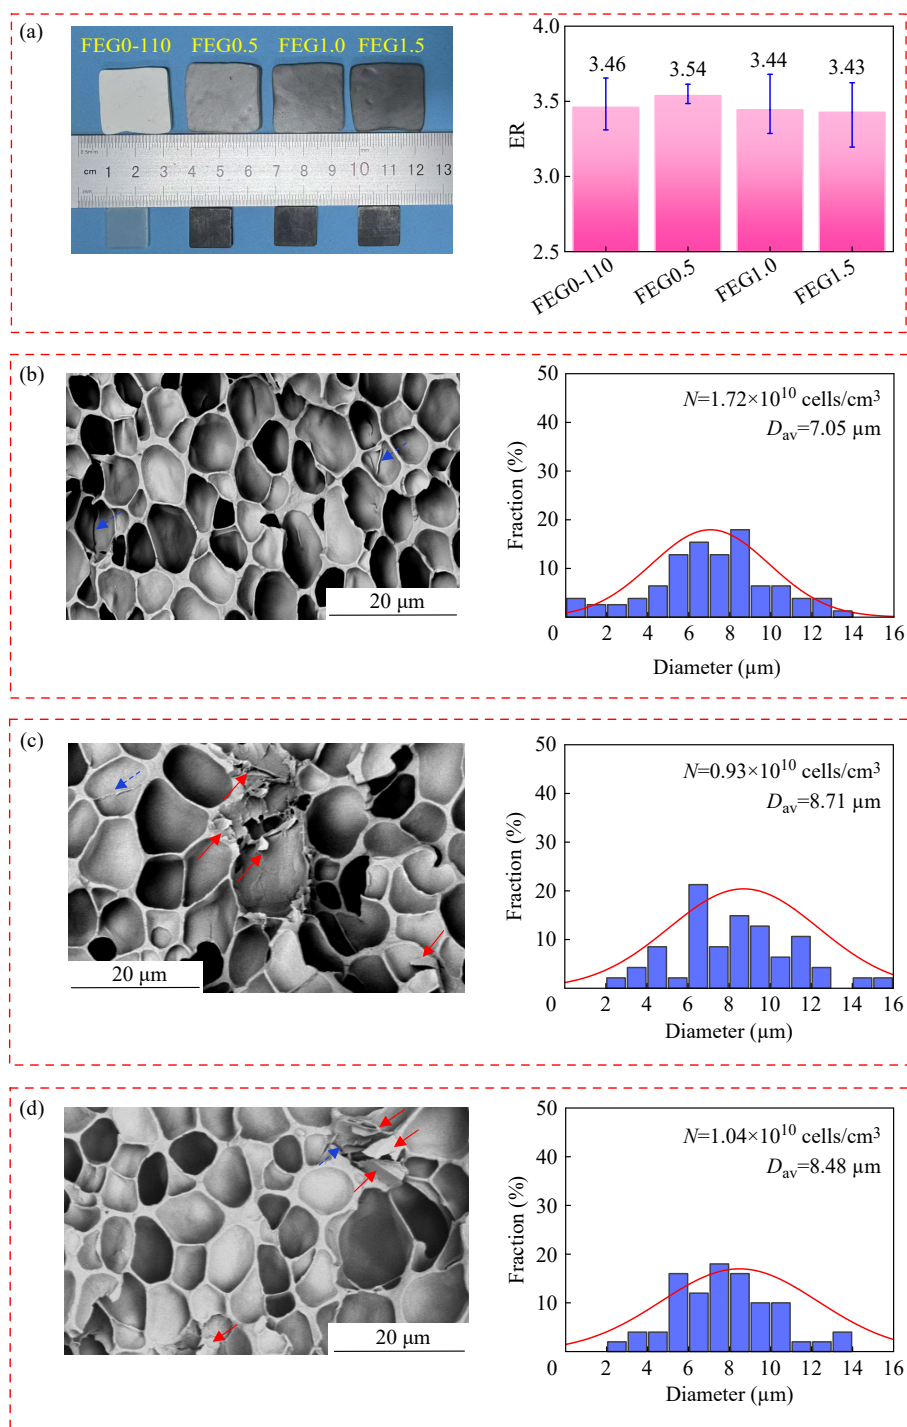 (a)
FEG0-110 FEG0.5 FEG1.0 FEG1.5
0.5mm mm
cm 1 2 3 4 5 6 7 8 9 10 11 12 13
mm
ER
4.0
3.5
3.0
2.5
3.46 3.54 3.44 3.43
FEG0-110 FEG0.5 FEG1.0 FEG1.5
(b)
20 μm
Fraction (%)
50
40
30
20
10
N=1.72×10¹⁰ cells/cm³
D_av=7.05 μm
0 2 4 6 8 10 12 14 16
Diameter (μm)
(c)
20 μm
Fraction (%)
50
40
30
20
10
N=0.93×10¹⁰ cells/cm³
D_av=8.71 μm
0 2 4 6 8 10 12 14 16
Diameter (μm)
(d)
20 μm
Fraction (%)
50
40
30
20
10
N=1.04×10¹⁰ cells/cm³
D_av=8.48 μm
0 2 4 6 8 10 12 14 16
Diameter (μm)